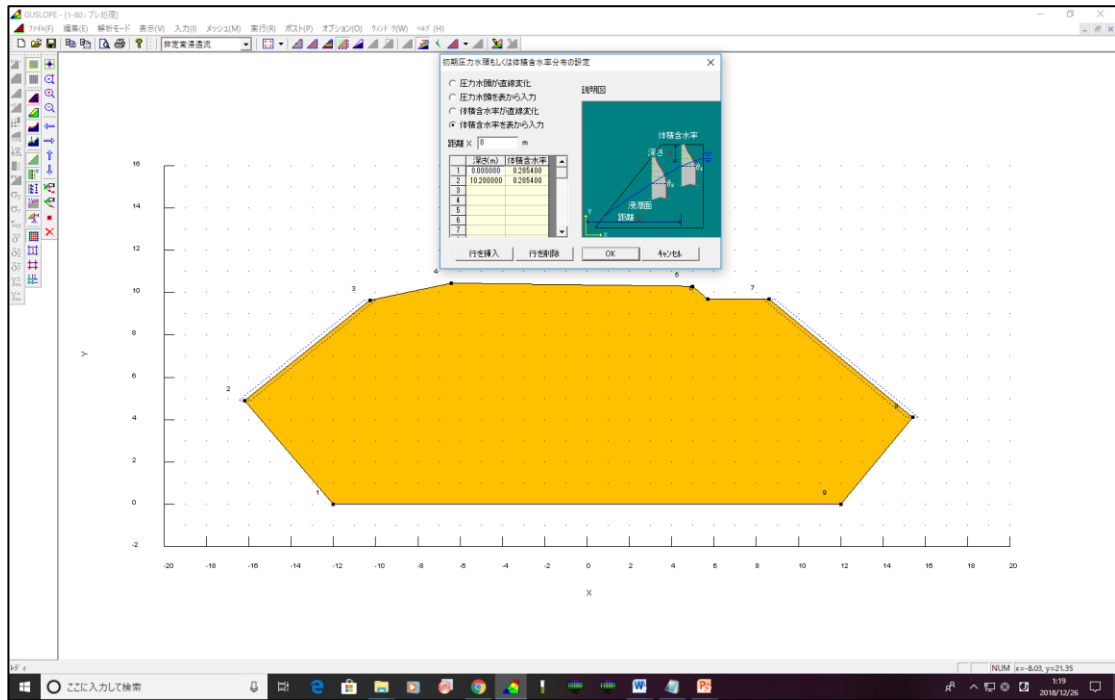 GUSLOPE - [1-80 : プレ処理]
ファイル(F) 編集(E) 解析モード 表示(V) 入力(I) メッシュ(M) 実行(R) ポスト(P) オプション(O) ウィンドウ(W) ヘルプ(H)
非定常浸透流
初期圧力水頭もしくは体積含水率分布の設定
圧力水頭が直線変化
圧力水頭を表から入力
体積含水率が直線変化
体積含水率を表から入力
距離 X 0 m
深さ(m) 体積含水率
1 0.000000 0.285400
2 10.200000 0.285400
3
4
5
6
7
行を挿入 行を削除 OK キャンセル
説明図
体積含水率
深さ
θs
θs
浸潤面
距離
Y
X
16
14
12
10
8
6
4
2
0
-2
Y
-20 -18 -16 -14 -12 -10 -8 -6 -4 -2 0 2 4 6 8 10 12 14 16 18 20
X
1
2
3
4
5
6
7
8
9
レディ
NUM x=-8.03, y=21.35
ここに入力して検索
1:19
2018/12/26